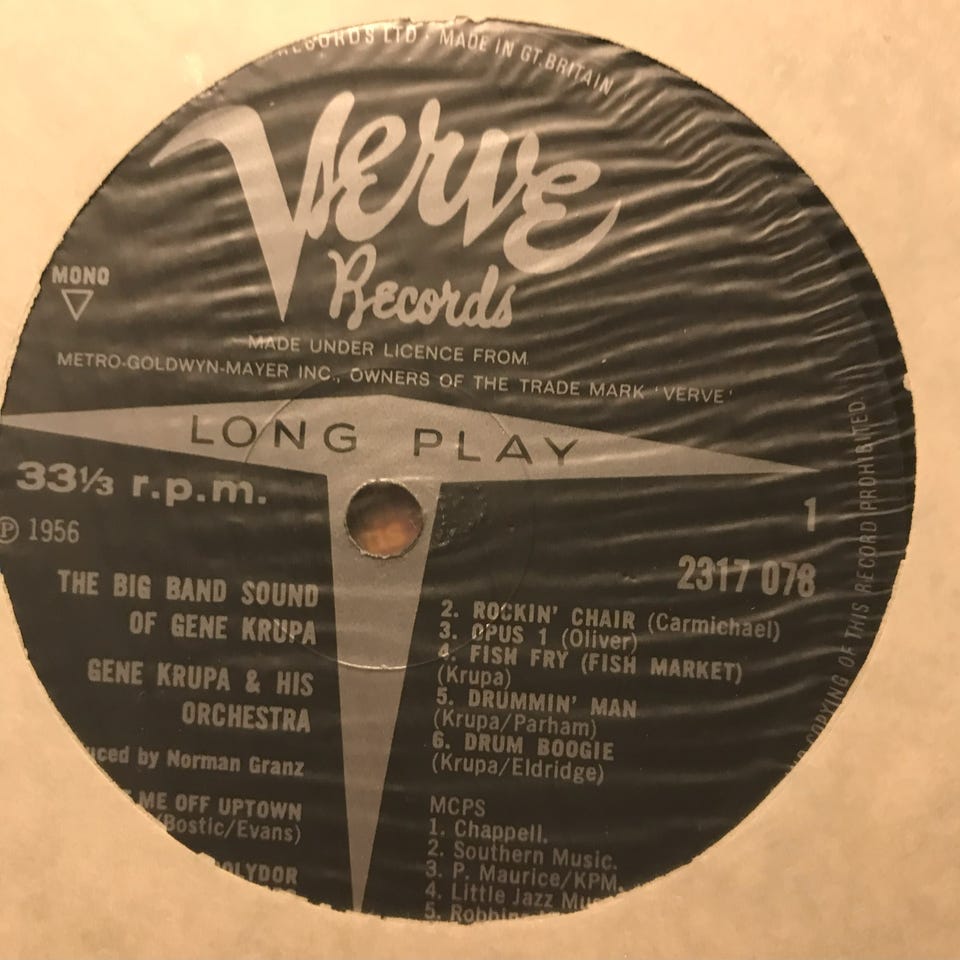 RECORDS LTD · MADE IN GT. BRITAIN
Verve
Records
MONO
MADE UNDER LICENCE FROM
METRO-GOLDWYN-MAYER INC., OWNERS OF THE TRADE MARK 'VERVE'
LONG PLAY
33⅓ r.p.m.
Ⓟ 1956
1
2317 078
THE BIG BAND SOUND
OF GENE KRUPA
GENE KRUPA & HIS
ORCHESTRA
uced by Norman Granz
ME OFF UPTOWN
(Bostic/Evans)
OLYDOR
2. ROCKIN' CHAIR (Carmichael)
3. OPUS 1 (Oliver)
4. FISH FRY (FISH MARKET)
(Krupa)
5. DRUMMIN' MAN
(Krupa/Parham)
6. DRUM BOOGIE
(Krupa/Eldridge)
MCPS
1. Chappell.
2. Southern Music.
3. P. Maurice/KPM.
4. Little Jazz Mu
5. Robbins
COPYING OF THIS RECORD PROHIBITED.